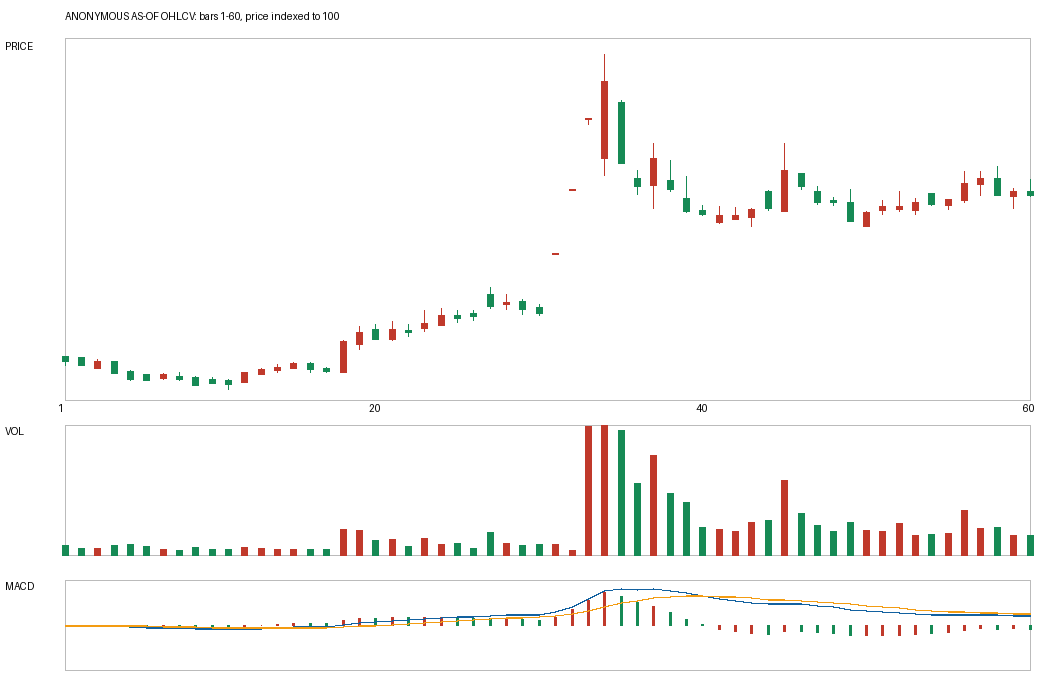 ANONYMOUS AS-OF OHLCV: bars 1-60, price indexed to 100
PRICE
1 20 40 60
VOL
MACD